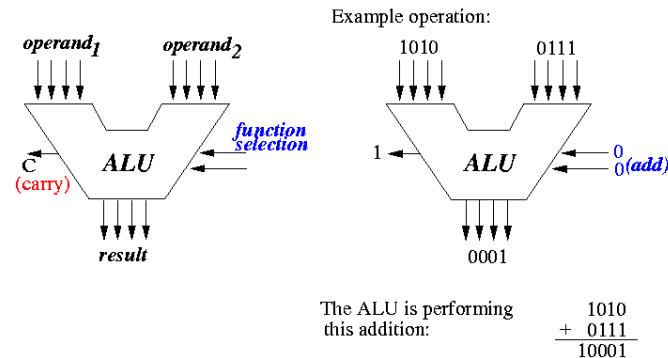 operand1
operand2
function
selection
ALU
C
(carry)
result
Example operation:
1010
0111
1
ALU
0
0(add)
0001
The ALU is performing
this addition:
1010
+ 0111
10001